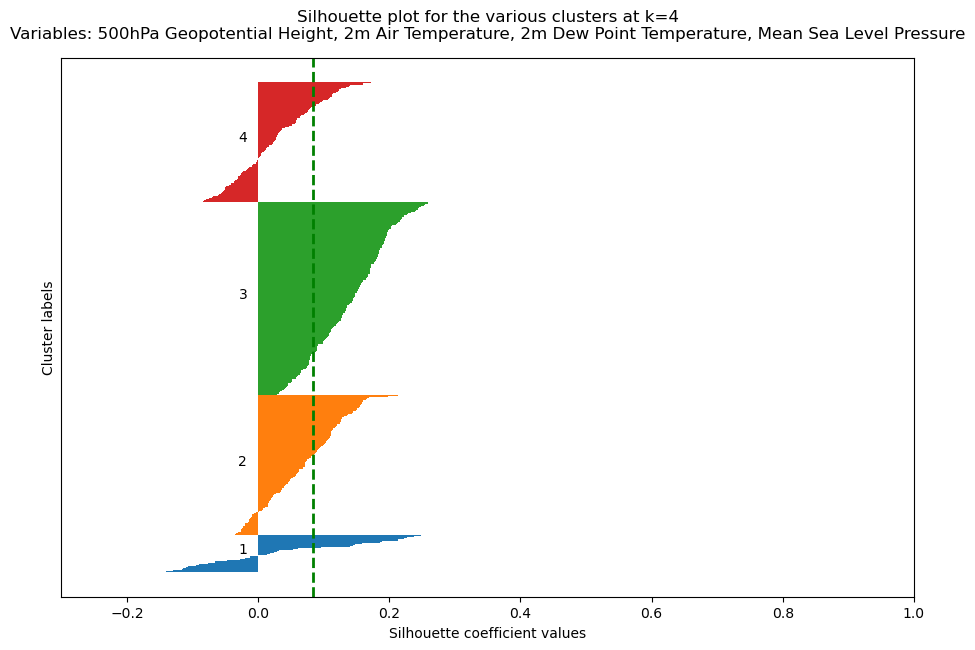 Silhouette plot for the various clusters at k=4
Variables: 500hPa Geopotential Height, 2m Air Temperature, 2m Dew Point Temperature, Mean Sea Level Pressure
4
3
2
1
Cluster labels
−0.2 0.0 0.2 0.4 0.6 0.8 1.0
Silhouette coefficient values